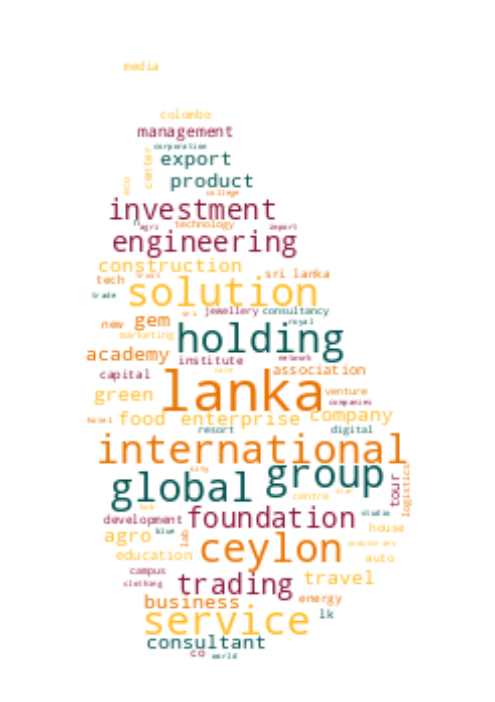 media
colombo
management
corporation
export
center
eco
product
college
investment
n
agri technology import
engineering
construction
tech trust sri lanka
solution
trade
sri jewellery consultancy
new gem royal
marketing
holding
academy institute network
capital care association
lanka
green venture
companies
hotel food enterprise company
resort digital
international
city
global group
centre star
tour
logistics
hub
development foundation studio
blue house
agro lab
ceylon industries
education auto
campus
clothing trading travel
business energy
service lk
consultant
co world